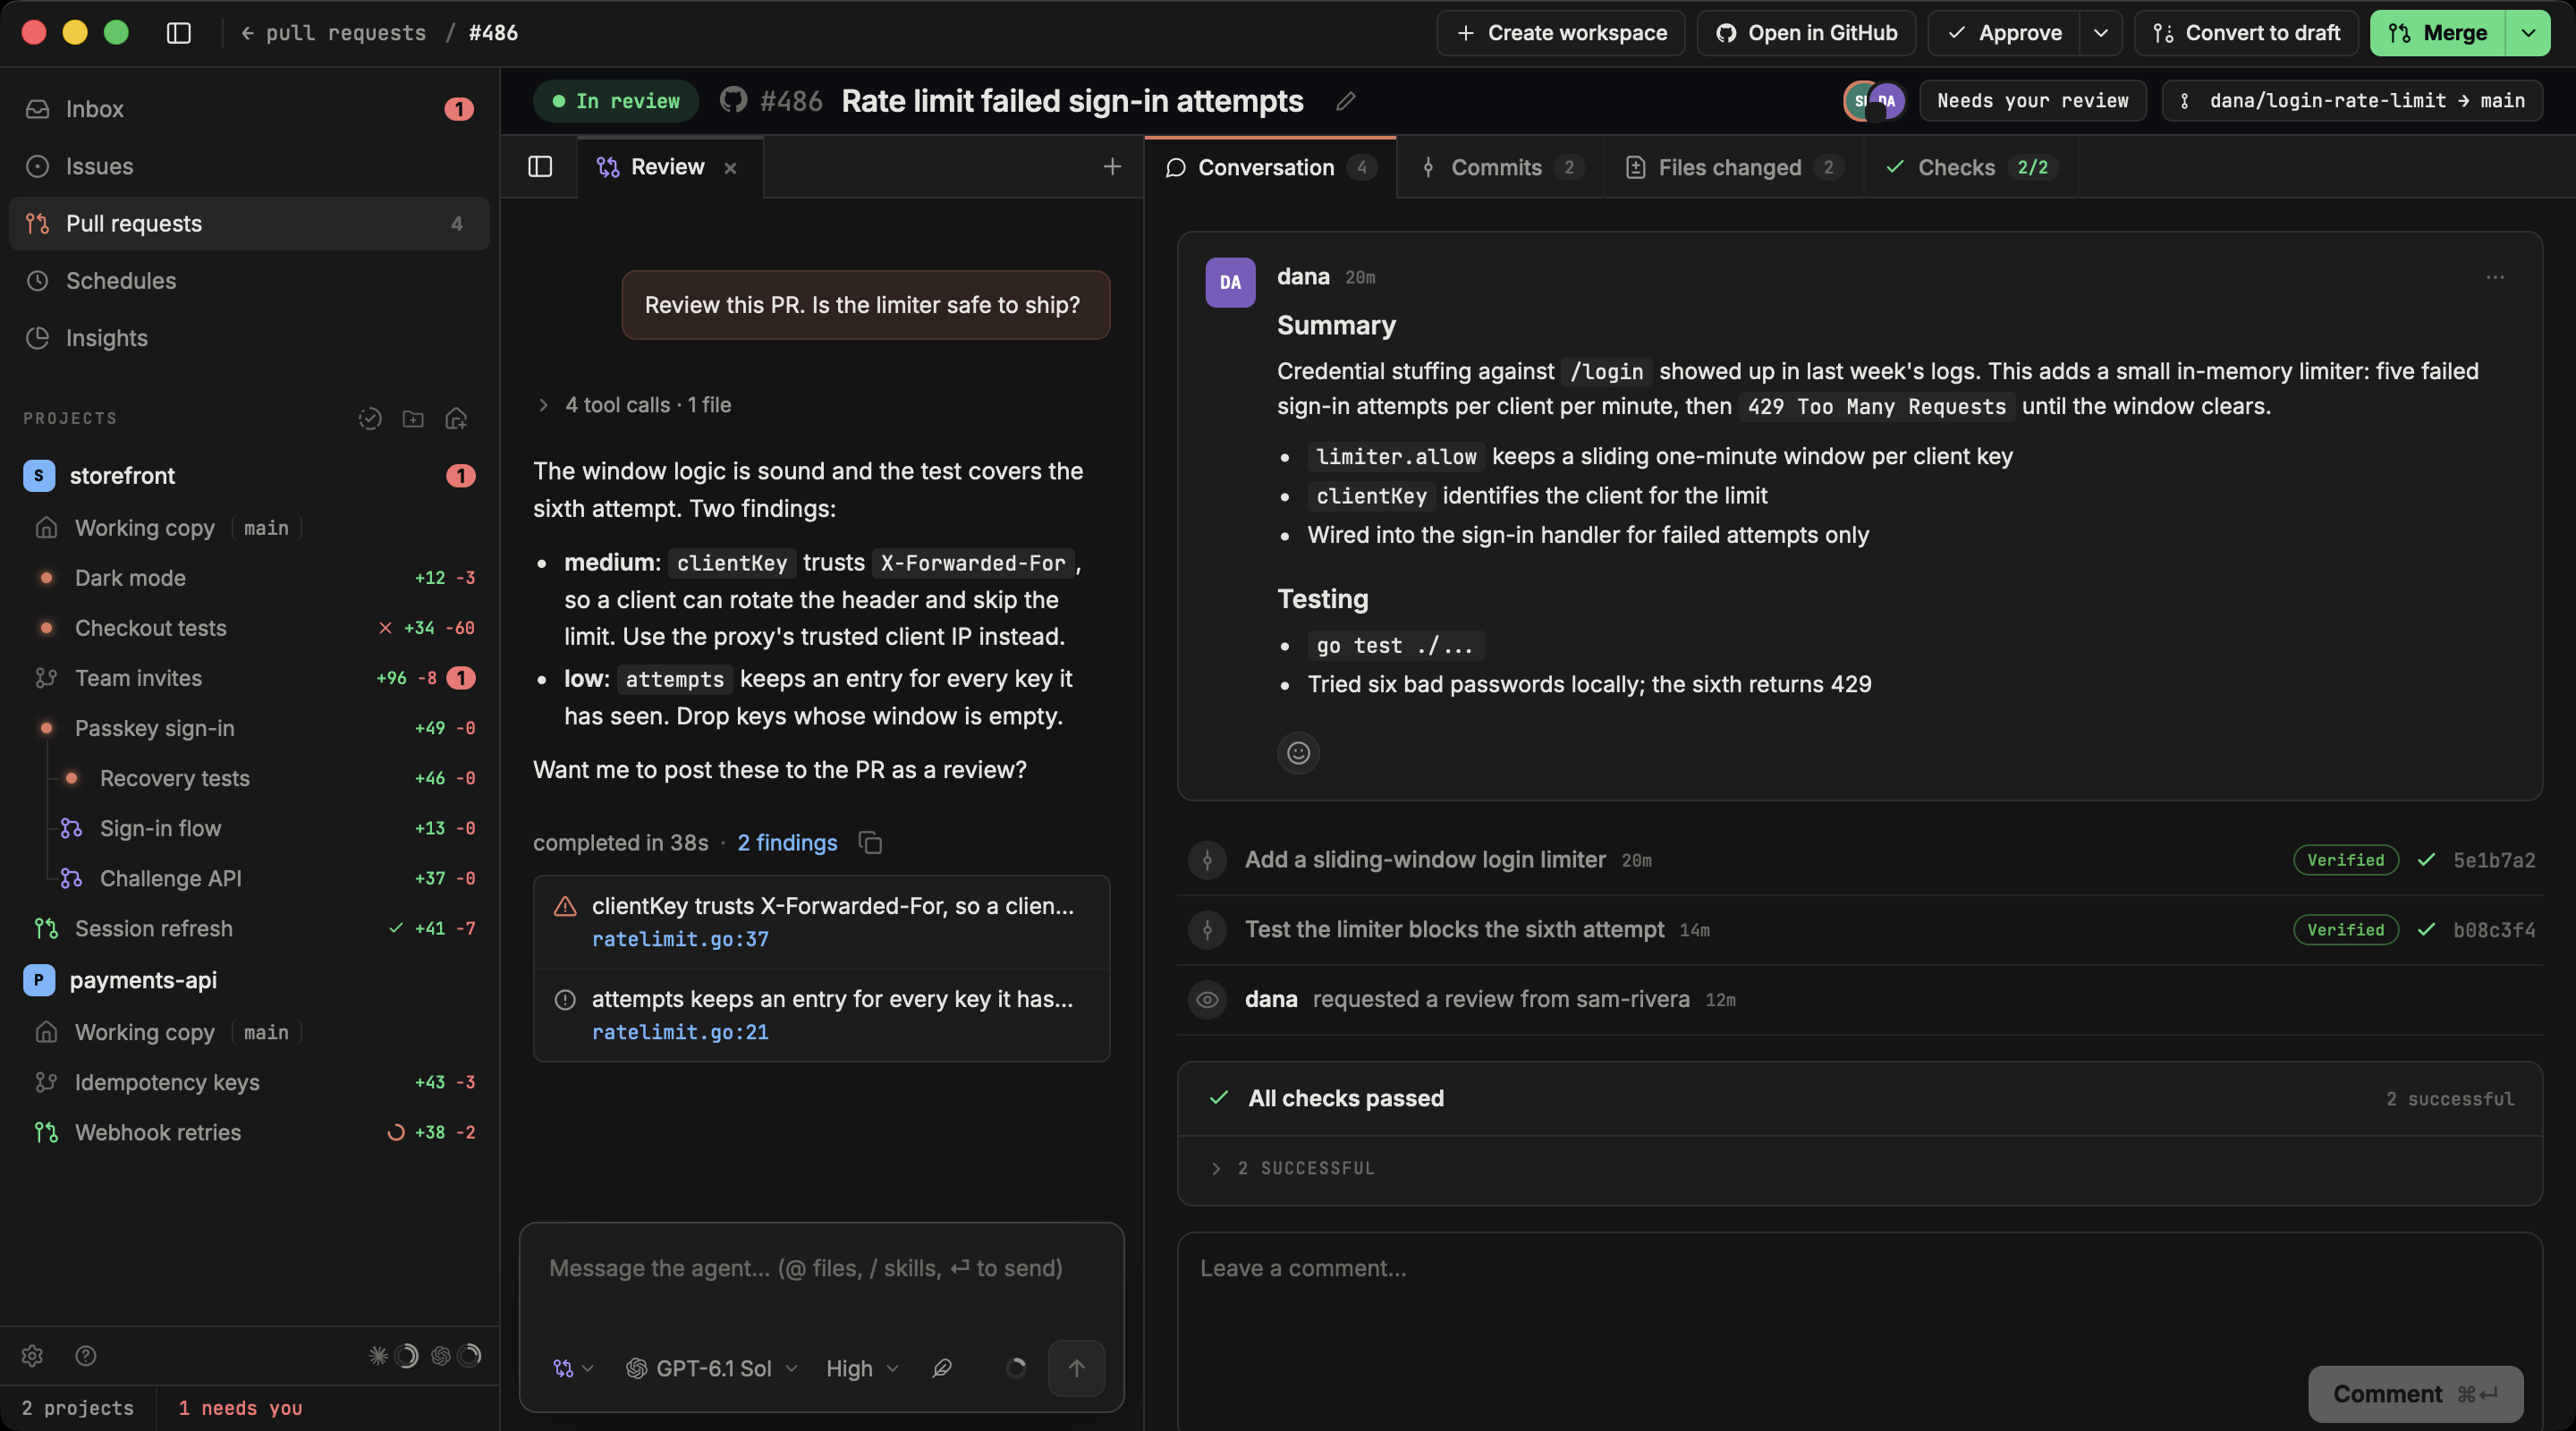 ← pull requests / #486
+ Create workspace
Open in GitHub
Approve
Convert to draft
Merge
Inbox 1
Issues
Pull requests 4
Schedules
Insights
PROJECTS
S storefront 1
Working copy main
Dark mode +12 -3
Checkout tests × +34 -60
Team invites +96 -8 1
Passkey sign-in +49 -0
Recovery tests +46 -0
Sign-in flow +13 -0
Challenge API +37 -0
Session refresh ✓ +41 -7
P payments-api
Working copy main
Idempotency keys +43 -3
Webhook retries +38 -2
2 projects
1 needs you
In review #486 Rate limit failed sign-in attempts
DA
Needs your review
dana/login-rate-limit → main
Review ×
+
Review this PR. Is the limiter safe to ship?
4 tool calls · 1 file
The window logic is sound and the test covers the
sixth attempt. Two findings:
• medium: clientKey trusts X-Forwarded-For,
so a client can rotate the header and skip the
limit. Use the proxy's trusted client IP instead.
• low: attempts keeps an entry for every key it
has seen. Drop keys whose window is empty.
Want me to post these to the PR as a review?
completed in 38s · 2 findings
clientKey trusts X-Forwarded-For, so a clien...
ratelimit.go:37
attempts keeps an entry for every key it has...
ratelimit.go:21
Message the agent... (@ files, / skills, ↵ to send)
GPT-6.1 Sol
High
Conversation 4
Commits 2
Files changed 2
Checks 2/2
DA dana 20m
...
Summary
Credential stuffing against /login showed up in last week's logs. This adds a small in-memory limiter: five failed
sign-in attempts per client per minute, then 429 Too Many Requests until the window clears.
• limiter.allow keeps a sliding one-minute window per client key
• clientKey identifies the client for the limit
• Wired into the sign-in handler for failed attempts only
Testing
• go test ./...
• Tried six bad passwords locally; the sixth returns 429
Add a sliding-window login limiter 20m Verified ✓ 5e1b7a2
Test the limiter blocks the sixth attempt 14m Verified ✓ b08c3f4
dana requested a review from sam-rivera 12m
All checks passed 2 successful
2 SUCCESSFUL
Leave a comment...
Comment ⌘↵